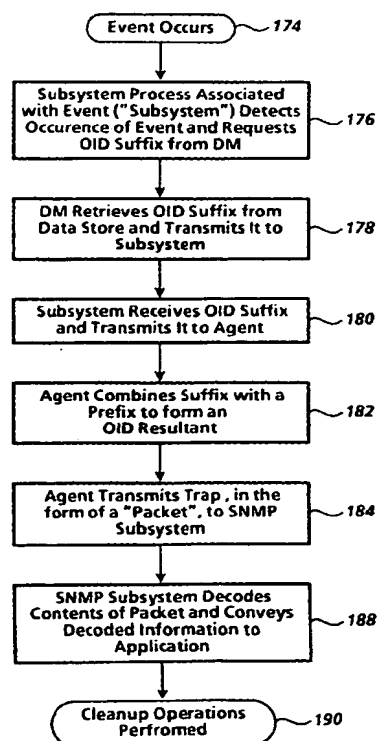 Event Occurs
174
Subsystem Process Associated
with Event ("Subsystem") Detects
Occurence of Event and Requests
OID Suffix from DM
176
DM Retrieves OID Suffix from
Data Store and Transmits It to
Subsystem
178
Subsystem Receives OID Suffix
and Transmits It to Agent
180
Agent Combines Suffix with a
Prefix to form an
OID Resultant
182
Agent Transmits Trap, in the
form of a "Packet", to SNMP
Subsystem
184
SNMP Subsystem Decodes
Contents of Packet and Conveys
Decoded Information to
Application
188
Cleanup Operations
Perfromed
190